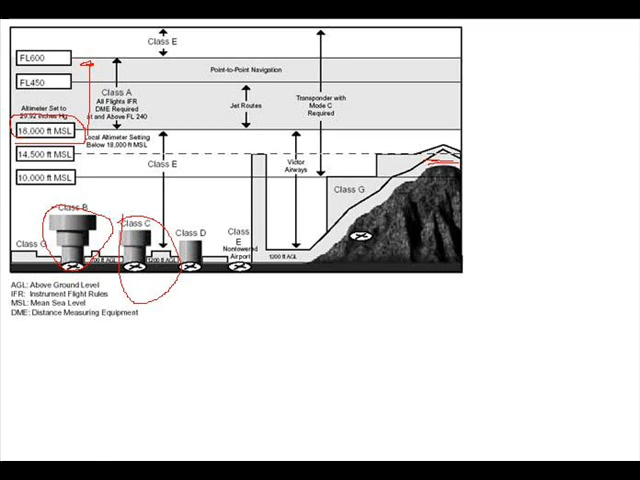 Class E
FL600
Point-to-Point Navigation
FL450
Class A
All Flights IFR
DME Required
at and Above FL 240
Jet Routes
Transponder with
Mode C
Required
Altimeter Set to
29.92 Inches Hg
18,000 ft MSL
Local Altimeter Setting
Below 18,000 ft MSL
14,500 ft MSL
Class E
Victor
Airways
10,000 ft MSL
Class G
Class B
Class C
Class D
Class
E
Nontowered
Airport
Class G
1200 ft AGL
1200 ft AGL
AGL: Above Ground Level
IFR: Instrument Flight Rules
MSL: Mean Sea Level
DME: Distance Measuring Equipment